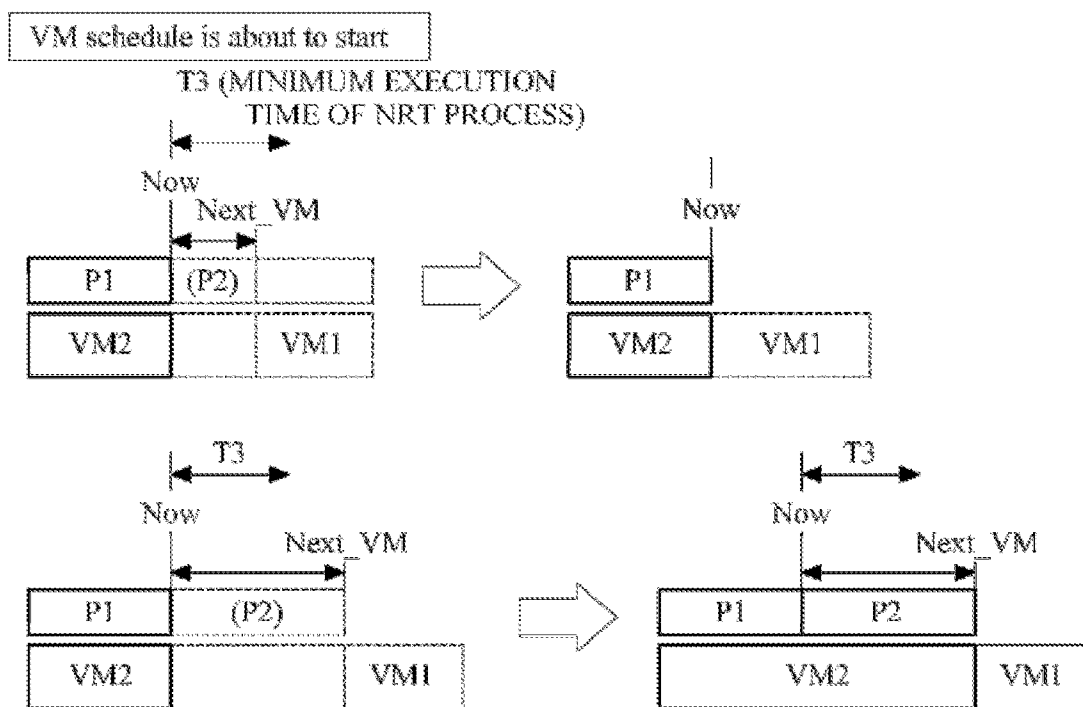 VM schedule is about to start
T3 (MINIMUM EXECUTION
TIME OF NRT PROCESS)
Now
Next_VM
P1 (P2)
VM2 VM1
Now
P1
VM2 VM1
T3
Now
Next_VM
P1 (P2)
VM2 VM1
T3
Now
Next_VM
P1 P2
VM2 VM1